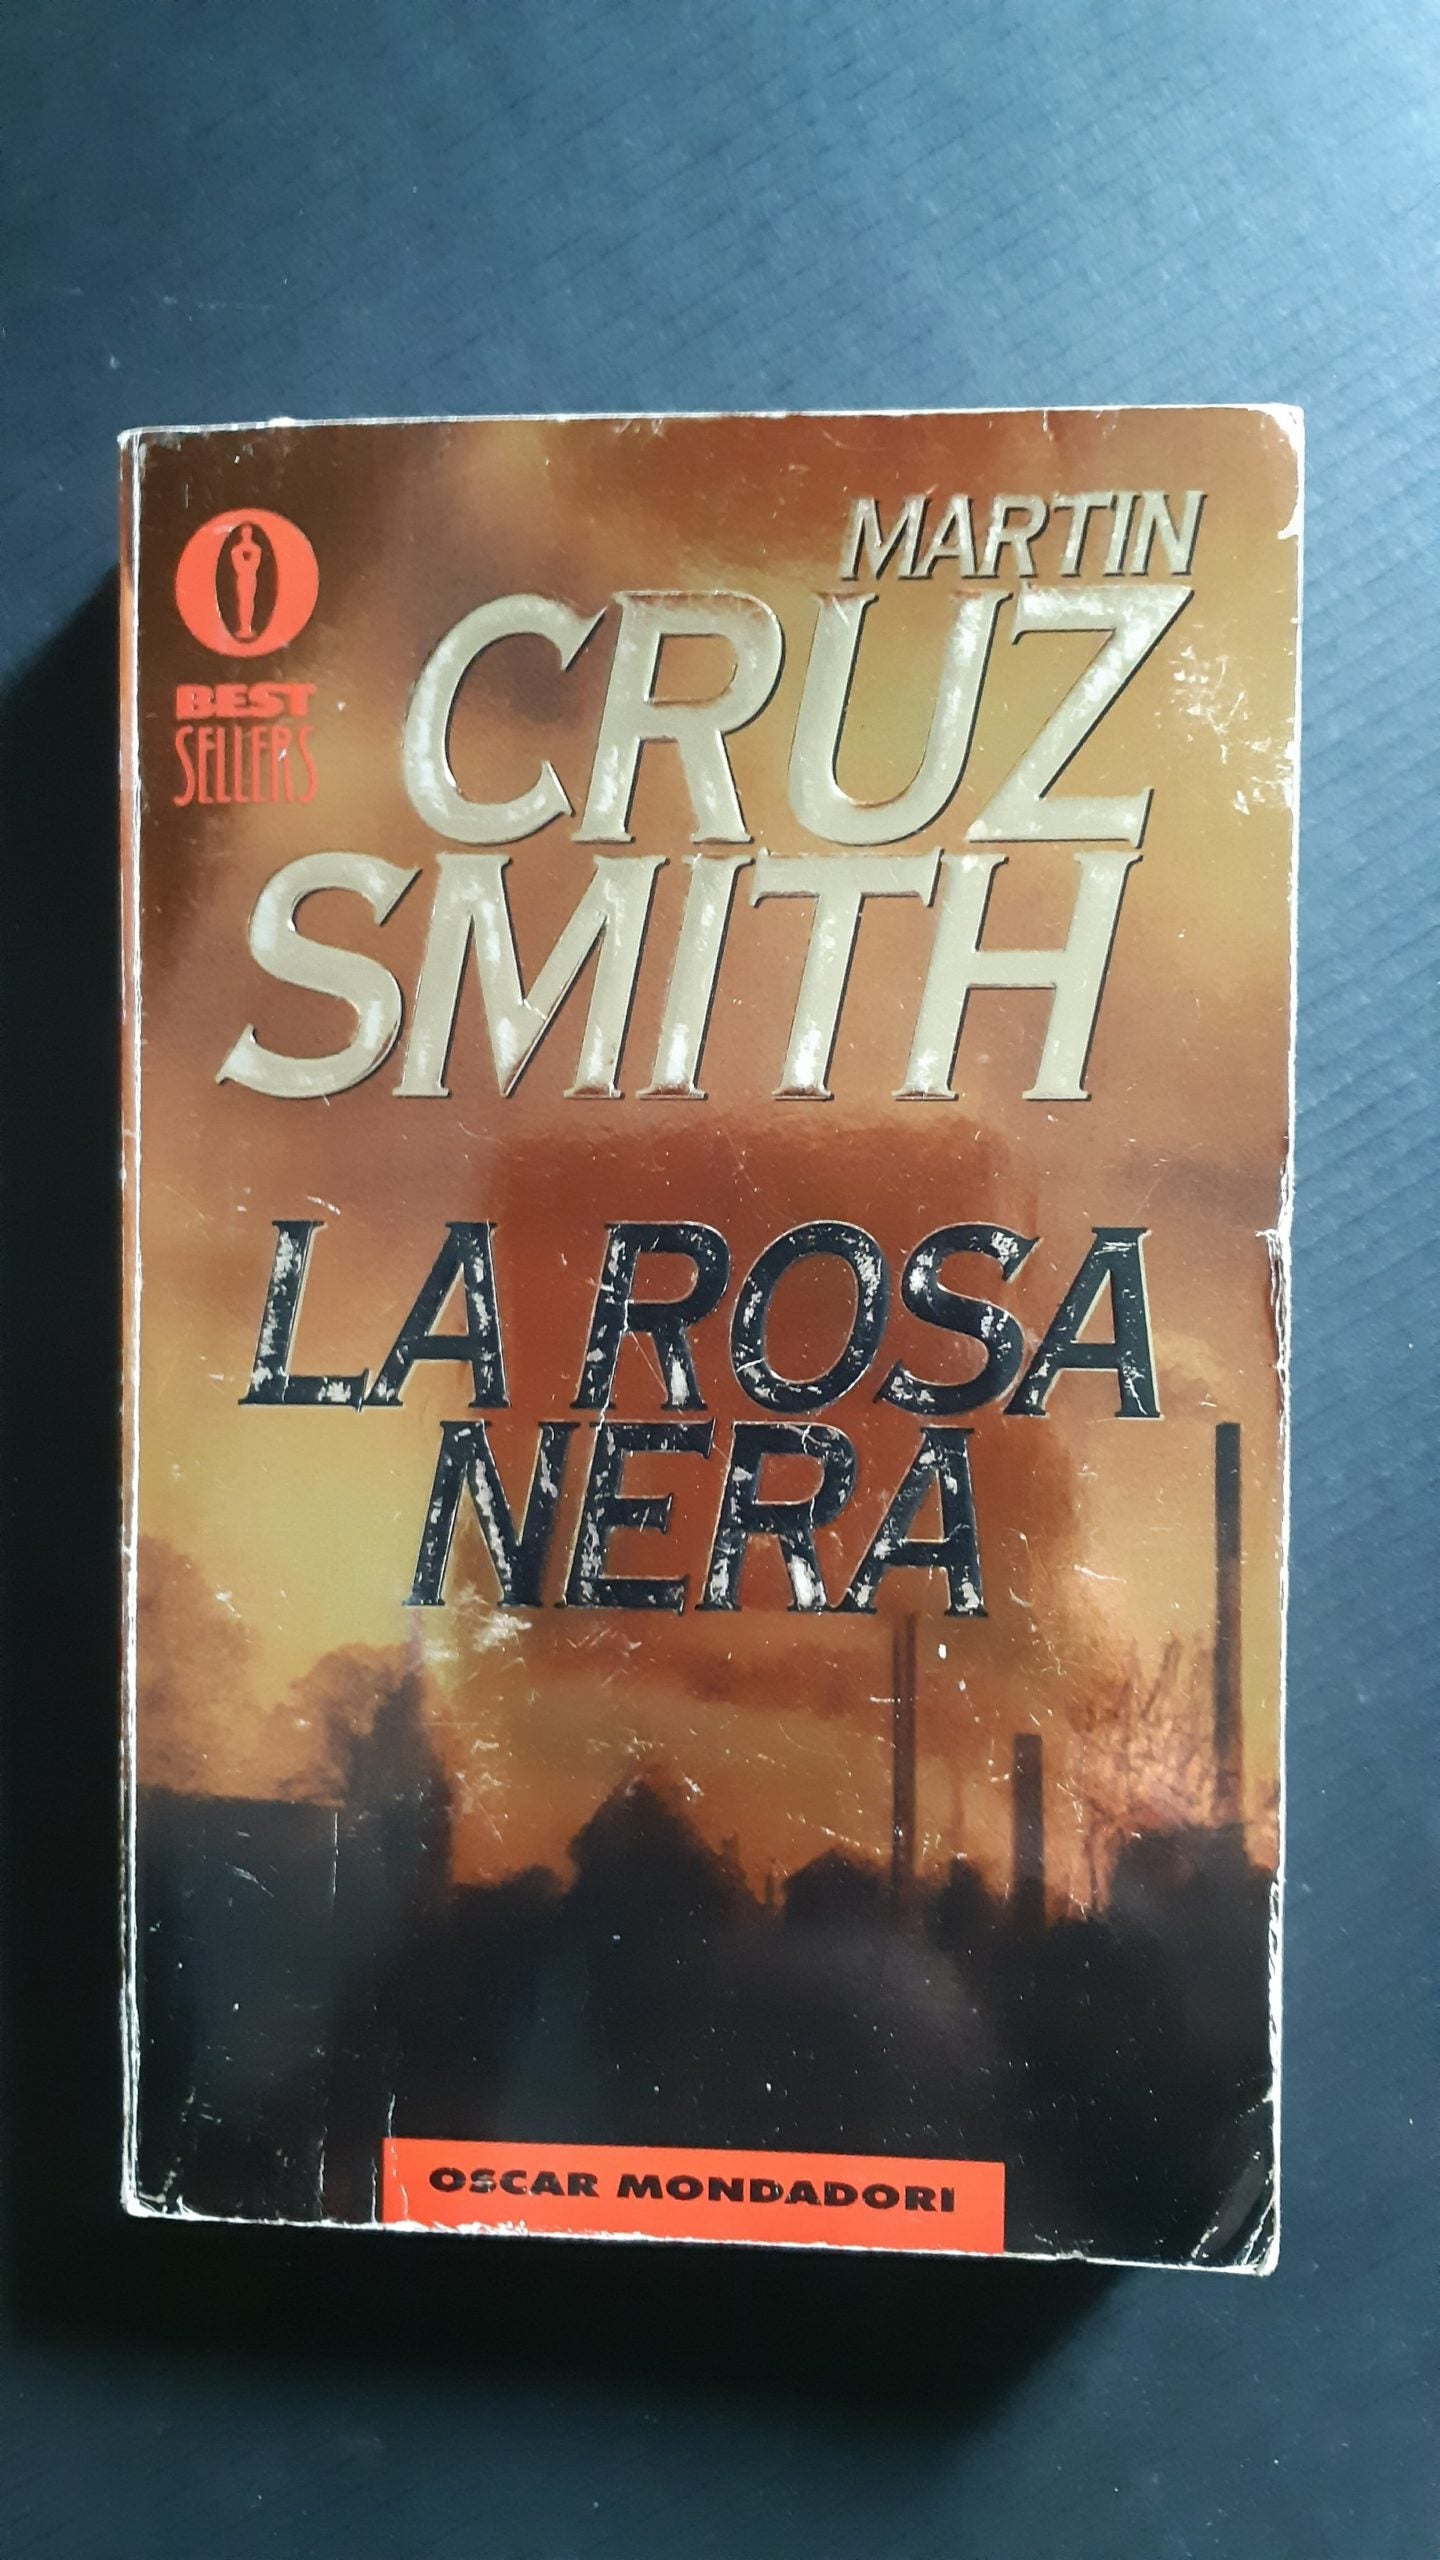 BEST
SELLERS
MARTIN
CRUZ
SMITH
LA ROSA
NERA
OSCAR MONDADORI